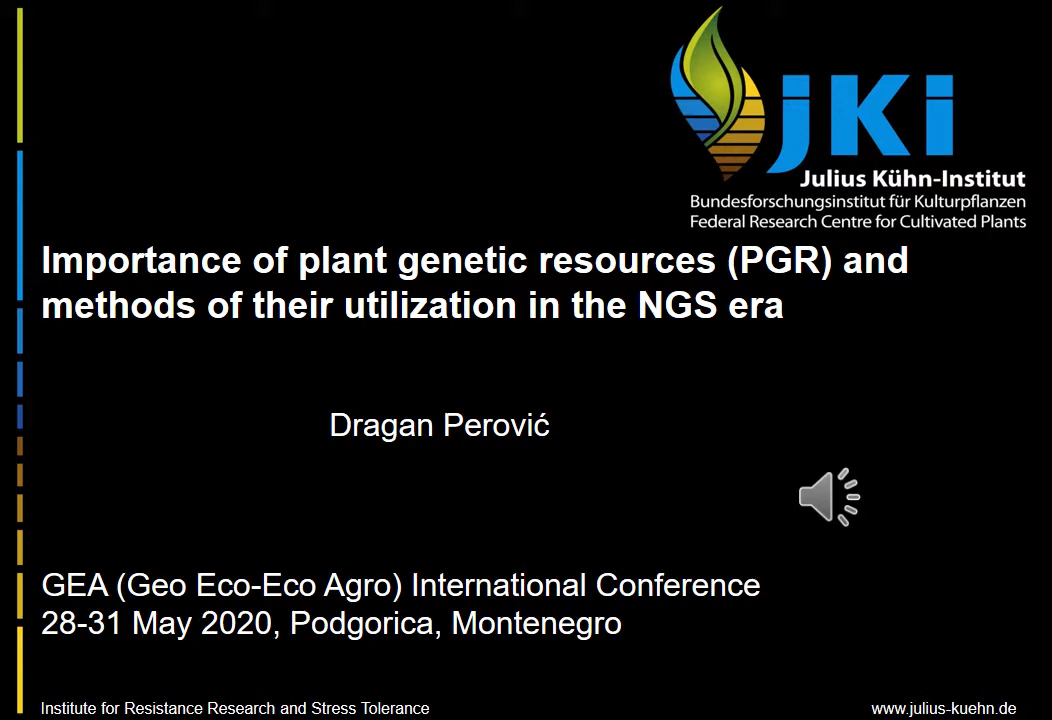 JKI
Julius Kühn-Institut
Bundesforschungsinstitut für Kulturpflanzen
Federal Research Centre for Cultivated Plants
Importance of plant genetic resources (PGR) and
methods of their utilization in the NGS era
Dragan Perović
GEA (Geo Eco-Eco Agro) International Conference
28-31 May 2020, Podgorica, Montenegro
Institute for Resistance Research and Stress Tolerance
www.julius-kuehn.de